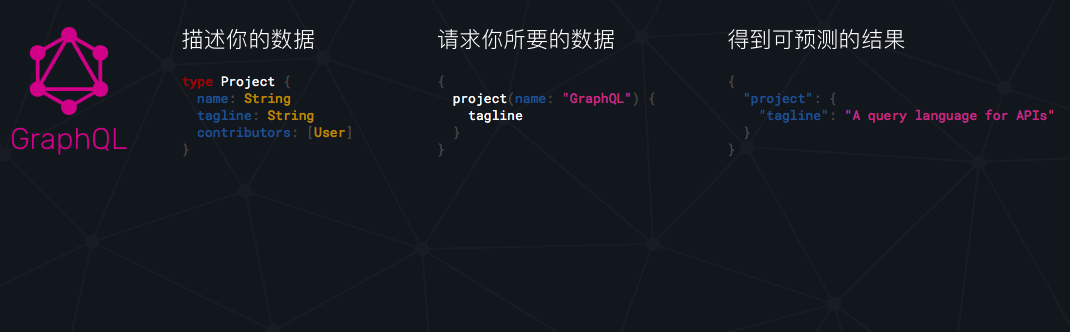 GraphQL
描述你的数据
type Project {
name: String
tagline: String
contributors: [User]
}
请求你所要的数据
{
project(name: "GraphQL") {
tagline
}
}
得到可预测的结果
{
"project": {
"tagline": "A query language for APIs"
}
}